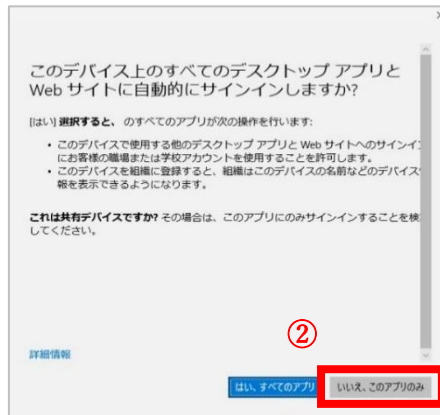 ×
このデバイス上のすべてのデスクトップ アプリと
Web サイトに自動的にサインインしますか?
[はい] 選択すると、 のすべてのアプリが次の操作を行います:
• このデバイスで使用する他のデスクトップ アプリと Web サイトへのサインイ
にお客様の職場または学校アカウントを使用することを許可します。
• このデバイスを組織に登録すると、組織はこのデバイスの名前などのデバイス
報を表示できるようになります。
これは共有デバイスですか? その場合は、このアプリにのみサインインすることを検
してください。
②
詳細情報
はい、すべてのアプリ
いいえ、このアプリのみ